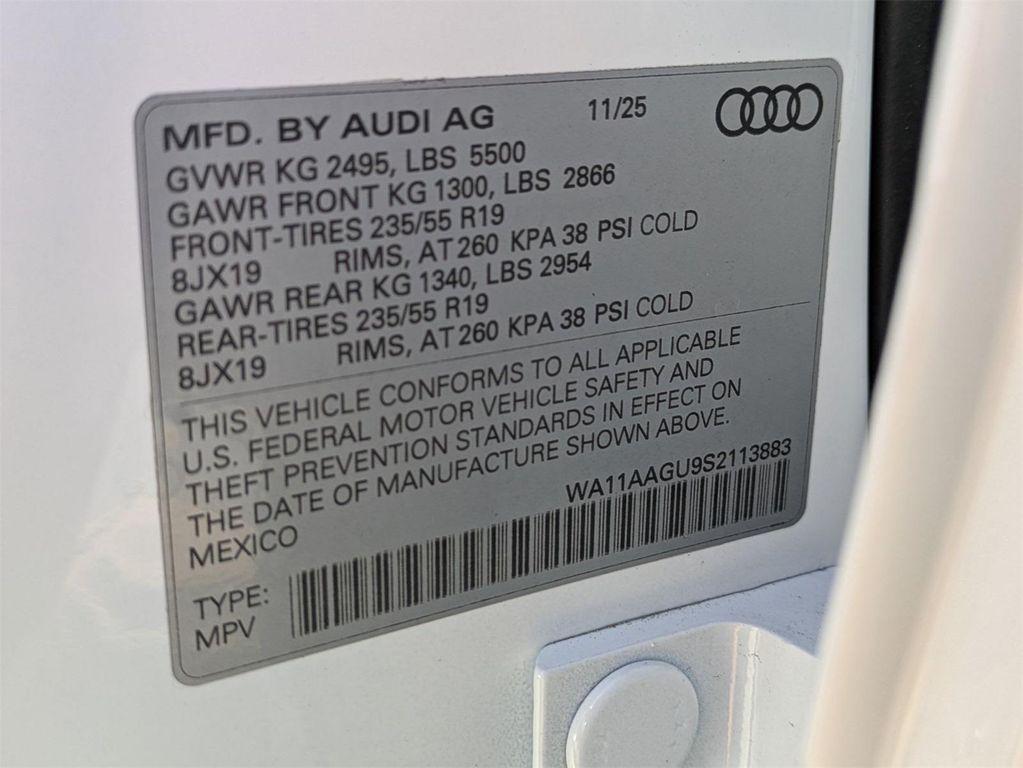 MFD. BY AUDI AG 11/25
GVWR KG 2495, LBS 5500
GAWR FRONT KG 1300, LBS 2866
FRONT-TIRES 235/55 R19
8JX19 RIMS, AT 260 KPA 38 PSI COLD
GAWR REAR KG 1340, LBS 2954
REAR-TIRES 235/55 R19
8JX19 RIMS, AT 260 KPA 38 PSI COLD
THIS VEHICLE CONFORMS TO ALL APPLICABLE
U.S. FEDERAL MOTOR VEHICLE SAFETY AND
THEFT PREVENTION STANDARDS IN EFFECT ON
THE DATE OF MANUFACTURE SHOWN ABOVE.
MEXICO WA11AAGU9S2113883
TYPE:
MPV